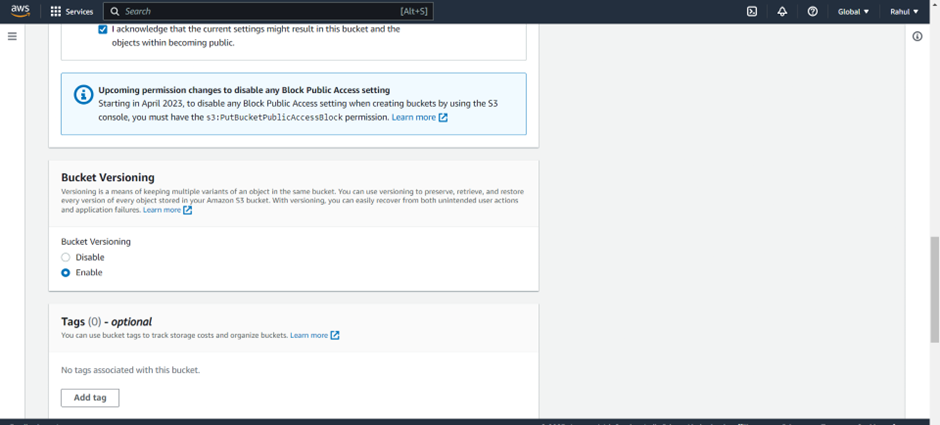 aws
Services
Search
[Alt+S]
Global
Rahul
I acknowledge that the current settings might result in this bucket and the
objects within becoming public.
Upcoming permission changes to disable any Block Public Access setting
Starting in April 2023, to disable any Block Public Access setting when creating buckets by using the S3
console, you must have the s3:PutBucketPublicAccessBlock permission. Learn more
Bucket Versioning
Versioning is a means of keeping multiple variants of an object in the same bucket. You can use versioning to preserve, retrieve, and restore
every version of every object stored in your Amazon S3 bucket. With versioning, you can easily recover from both unintended user actions
and application failures. Learn more
Bucket Versioning
Disable
Enable
Tags (0) - optional
You can use bucket tags to track storage costs and organize buckets. Learn more
No tags associated with this bucket.
Add tag